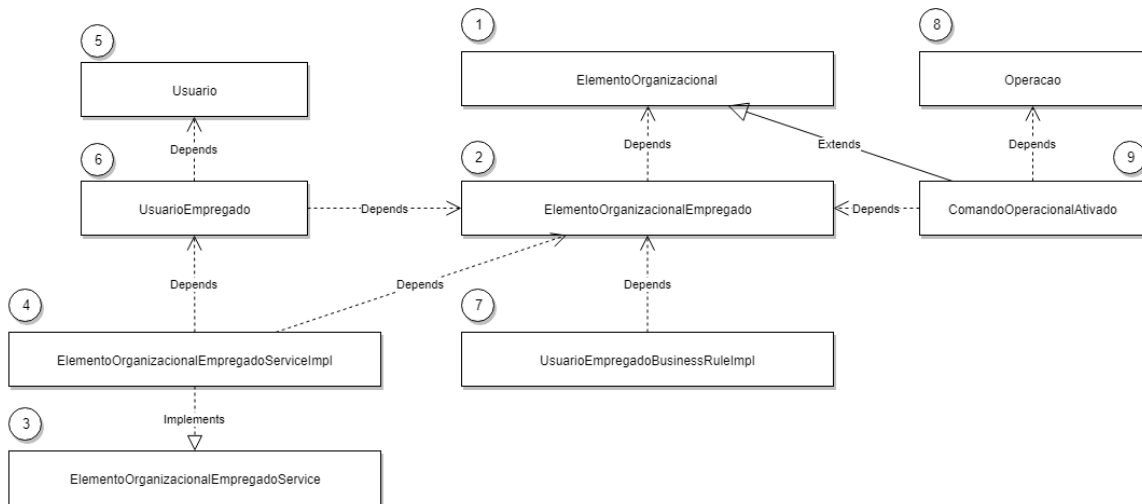 1
8
5
ElementoOrganizacional
Operacao
Usuario
Depends
Depends
Extends
Depends
6
2
9
UsuarioEmpregado
Depends
ElementoOrganizacionalEmpregado
Depends
ComandoOperacionalAtivado
Depends
Depends
Depends
4
7
ElementoOrganizacionalEmpregadoServiceImpl
UsuarioEmpregadoBusinessRuleImpl
Implements
3
ElementoOrganizacionalEmpregadoService